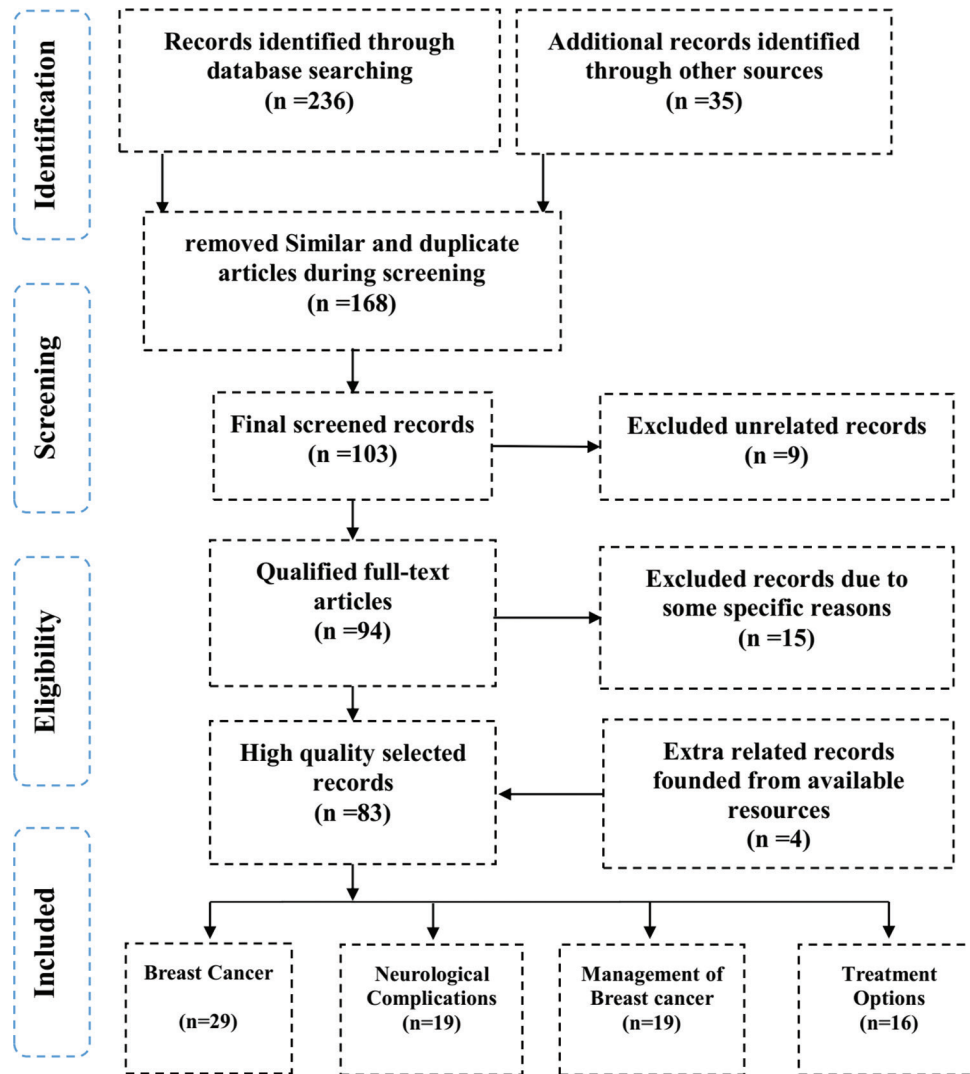 Identification
Records identified through
database searching
(n =236)
Additional records identified
through other sources
(n =35)
removed Similar and duplicate
articles during screening
(n =168)
Screening
Final screened records
(n =103)
Excluded unrelated records
(n =9)
Eligibility
Qualified full-text
articles
(n =94)
Excluded records due to
some specific reasons
(n =15)
High quality selected
records
(n =83)
Extra related records
founded from available
resources
(n =4)
Included
Breast Cancer
(n=29)
Neurological
Complications
(n=19)
Management of
Breast cancer
(n=19)
Treatment
Options
(n=16)